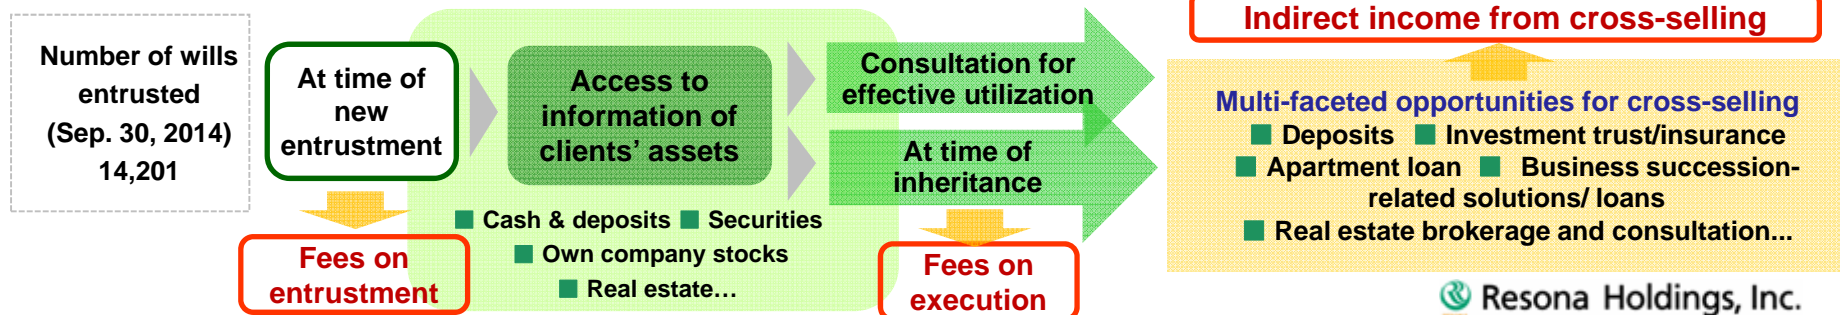 Number of wills
entrusted
(Sep. 30, 2014)
14,201
At time of
new
entrustment
Fees on
entrustment
Access to
information of
clients’ assets
■ Cash & deposits ■ Securities
■ Own company stocks
■ Real estate…
Consultation for
effective utilization
At time of
inheritance
Fees on
execution
Indirect income from cross-selling
Multi-faceted opportunities for cross-selling
■ Deposits ■ Investment trust/insurance
■ Apartment loan ■ Business succession-
related solutions/ loans
■ Real estate brokerage and consultation...
Resona Holdings, Inc.